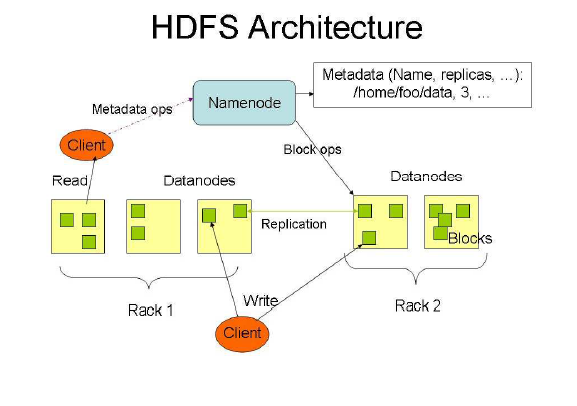 HDFS Architecture
Metadata (Name, replicas, …):
/home/foo/data, 3, …
Namenode
Metadata ops
Client
Block ops
Read
Datanodes
Datanodes
Replication
Blocks
Rack 1
Write
Rack 2
Client